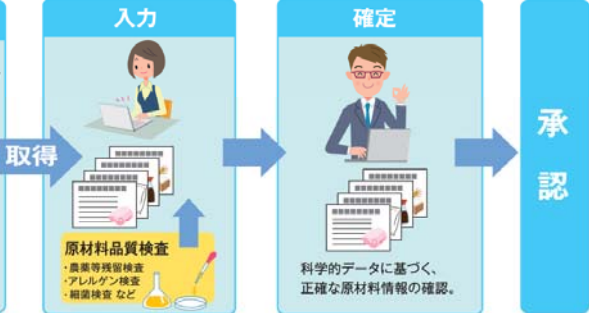 取得
入力
原材料品質検査
・農薬等残留検査
・アレルゲン検査
・細菌検査 など
確定
科学的データに基づく、
正確な原材料情報の確認。
承認